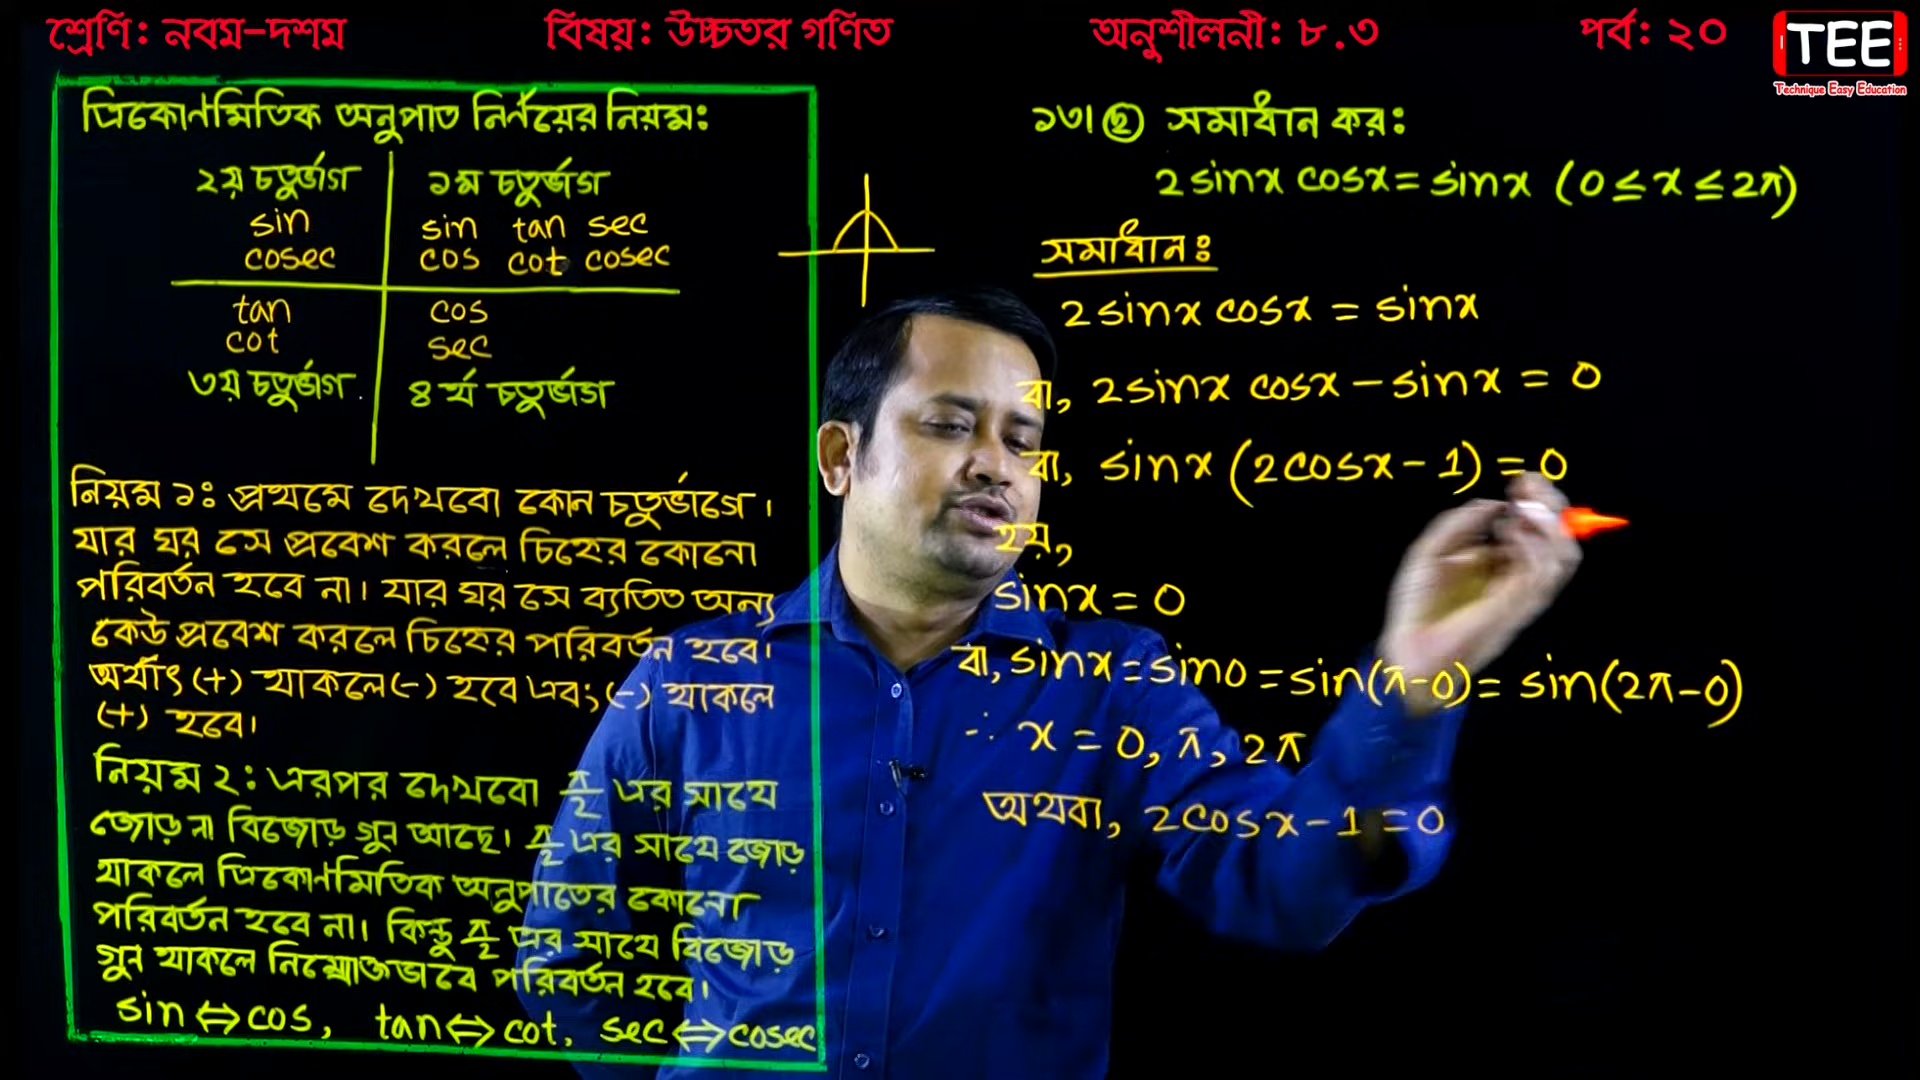 শ্রেণি: নবম-দশম
বিষয়: উচ্চতর গণিত
অনুশীলনী: ৮.৩
পর্ব: ২০
TEE
Technique Easy Education
ত্রিকোণমিতিক অনুপাত নির্ণয়ের নিয়ম:
২য় চতুর্ভাগ
১ম চতুর্ভাগ
sin
cosec
sin tan sec
cos cot cosec
tan
cot
cos
sec
৩য় চতুর্ভাগ
৪র্থ চতুর্ভাগ
নিয়ম ১: প্রথমে দেখবো কোন চতুর্ভাগে।
যার ঘর সে প্রবেশ করলে চিহ্নের কোনো
পরিবর্তন হবে না। যার ঘর সে ব্যতিত অন্য
কেউ প্রবেশ করলে চিহ্নের পরিবর্তন হবে।
অর্থাৎ (+) থাকলে (-) হবে এবং (-) থাকলে
(+) হবে।
নিয়ম ২: এরপর দেখবো π/2 এর সাথে
জোড় না বিজোড় গুন আছে। π/2 এর সাথে জোড়
থাকলে ত্রিকোণমিতিক অনুপাতের কোনো
পরিবর্তন হবে না। কিন্তু π/2 এর সাথে বিজোড়
গুন থাকলে নিম্নোক্তভাবে পরিবর্তন হবে।
sin⇔cos, tan⇔cot, sec⇔cosec
১৩। ছ সমাধান কর:
2sinx cosx = sinx (0≤x≤2π)
সমাধান:
2sinx cosx = sinx
বা, 2sinx cosx - sinx = 0
বা, sinx (2cosx - 1) = 0
হয়,
sinx = 0
বা, sinx = sin0 = sin(π-0) = sin(2π-0)
∴ x = 0, π, 2π
অথবা, 2cosx - 1 = 0